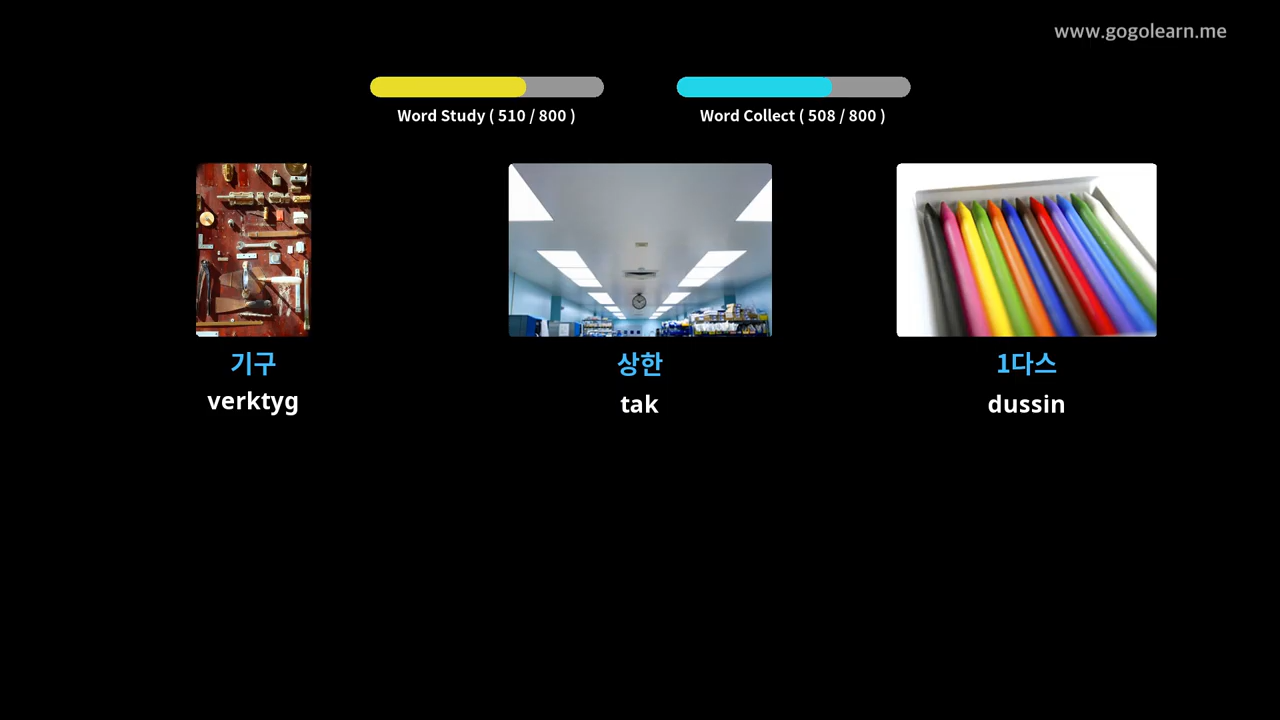 www.gogolearn.me
Word Study ( 510 / 800 )
Word Collect ( 508 / 800 )
기구
상한
1다스
verktyg
tak
dussin